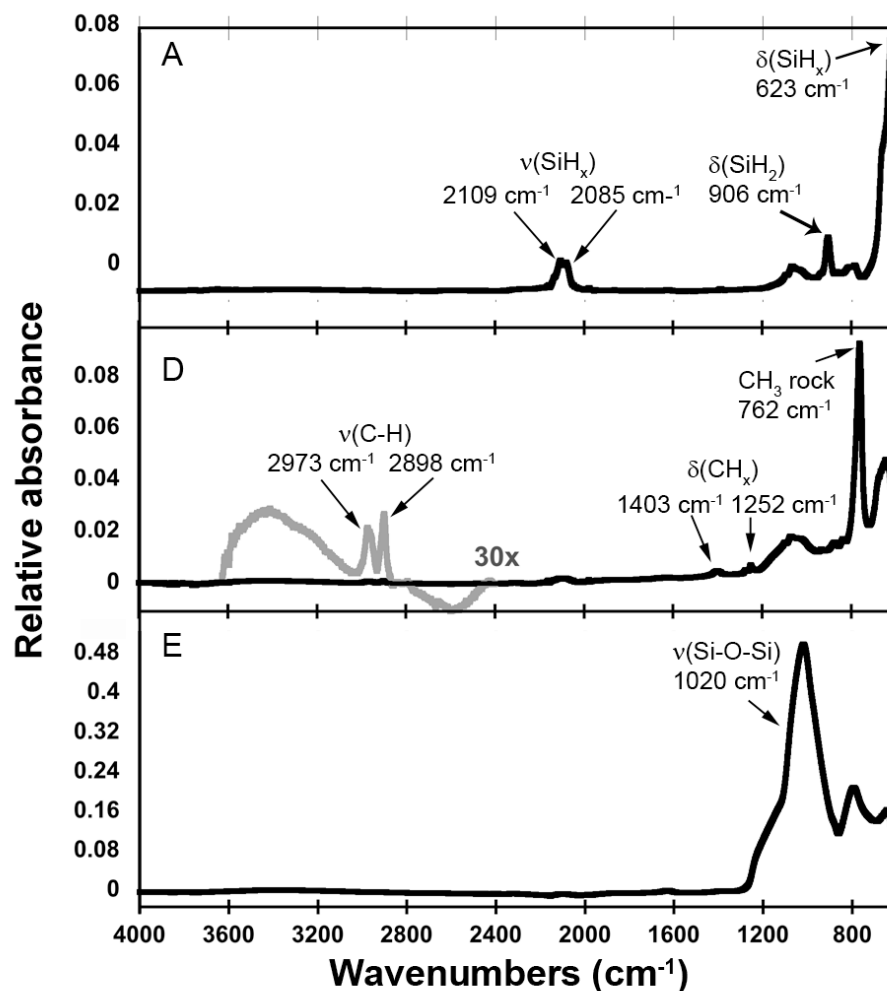 Relative absorbance
0.08
0.06
0.04
0.02
0
A
ν(SiHₓ)
2109 cm⁻¹ 2085 cm-¹
δ(SiH₂)
906 cm⁻¹
δ(SiHₓ)
623 cm⁻¹
0.08
0.06
0.04
0.02
0
D
ν(C-H)
2973 cm⁻¹ 2898 cm⁻¹
30x
δ(CHₓ)
1403 cm⁻¹ 1252 cm⁻¹
CH₃ rock
762 cm⁻¹
0.48
0.4
0.32
0.24
0.16
0.08
0
E
ν(Si-O-Si)
1020 cm⁻¹
4000 3600 3200 2800 2400 2000 1600 1200 800
Wavenumbers (cm⁻¹)